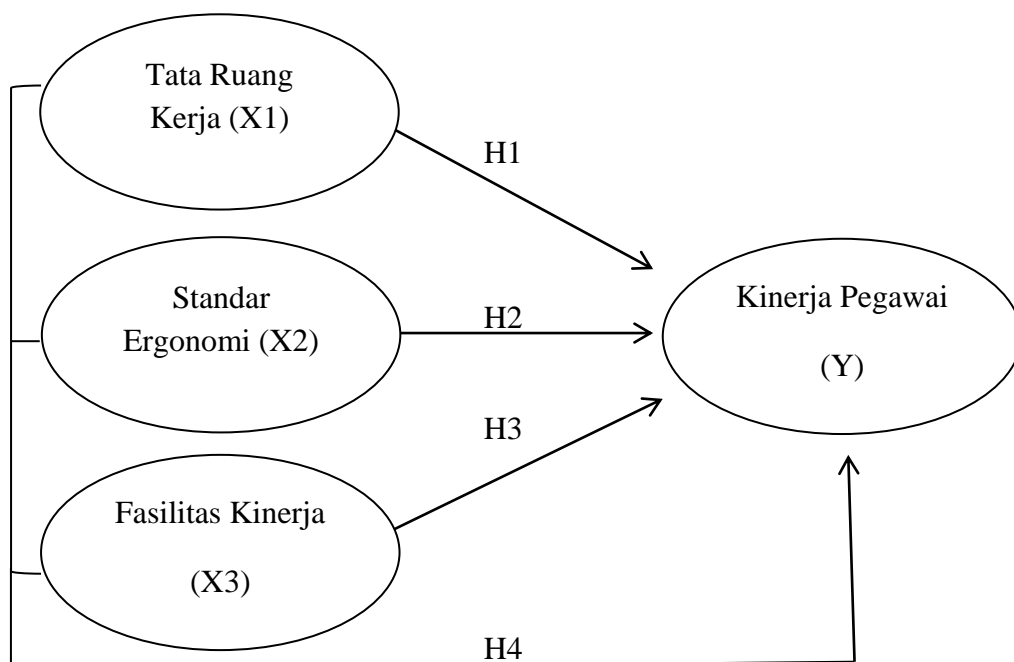 Tata Ruang
Kerja (X1)
H1
Standar
Ergonomi (X2)
H2
Kinerja Pegawai
(Y)
H3
Fasilitas Kinerja
(X3)
H4